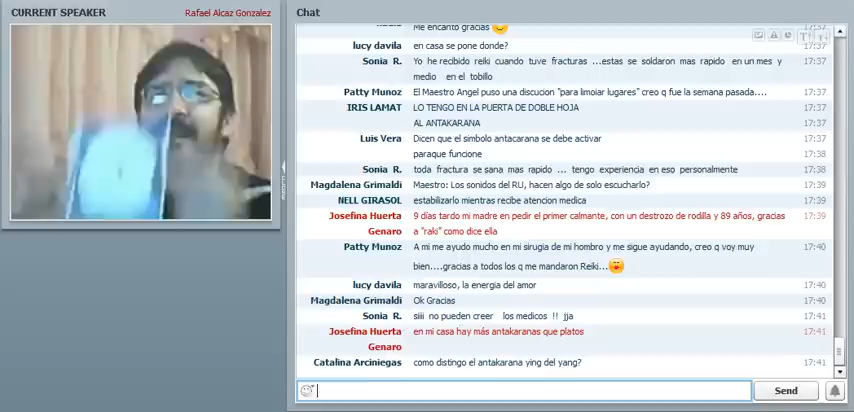 CURRENT SPEAKER
Rafael Alcaz Gonzalez
Chat
Me encanto gracias 17:37
lucy davila en casa se pone donde? 17:37
Sonia R. Yo he recibido reiki cuando tuve fracturas ...estas se soldaron mas rapido en un mes y 17:37
medio en el tobillo
Patty Munoz El Maestro Angel puso una discucion "para limoiar lugares" creo q fue la semana pasada.... 17:37
IRIS LAMAT LO TENGO EN LA PUERTA DE DOBLE HOJA 17:37
AL ANTAKARANA 17:37
Luis Vera Dicen que el simbolo antacarana se debe activar 17:37
paraque funcione 17:38
Sonia R. toda fractura se sana mas rapido ... tengo experiencia en eso personalmente 17:38
Magdalena Grimaldi Maestro: Los sonidos del RU, hacen algo de solo escucharlo? 17:39
NELL GIRASOL estabilizarlo mientras recibe atencion medica 17:39
Josefina Huerta 9 días tardo mi madre en pedir el primer calmante, con un destrozo de rodilla y 89 años, gracias 17:39
Genaro a "raki" como dice ella
Patty Munoz A mi me ayudo mucho en mi sirugia de mi hombro y me sigue ayudando, creo q voy muy 17:40
bien....gracias a todos los q me mandaron Reiki...
lucy davila maravilloso, la energia del amor 17:40
Magdalena Grimaldi Ok Gracias 17:40
Sonia R. siii no pueden creer los medicos !! jja 17:41
Josefina Huerta en mi casa hay más antakaranas que platos 17:41
Genaro
Catalina Arciniegas como distingo el antakarana ying del yang? 17:41
Send